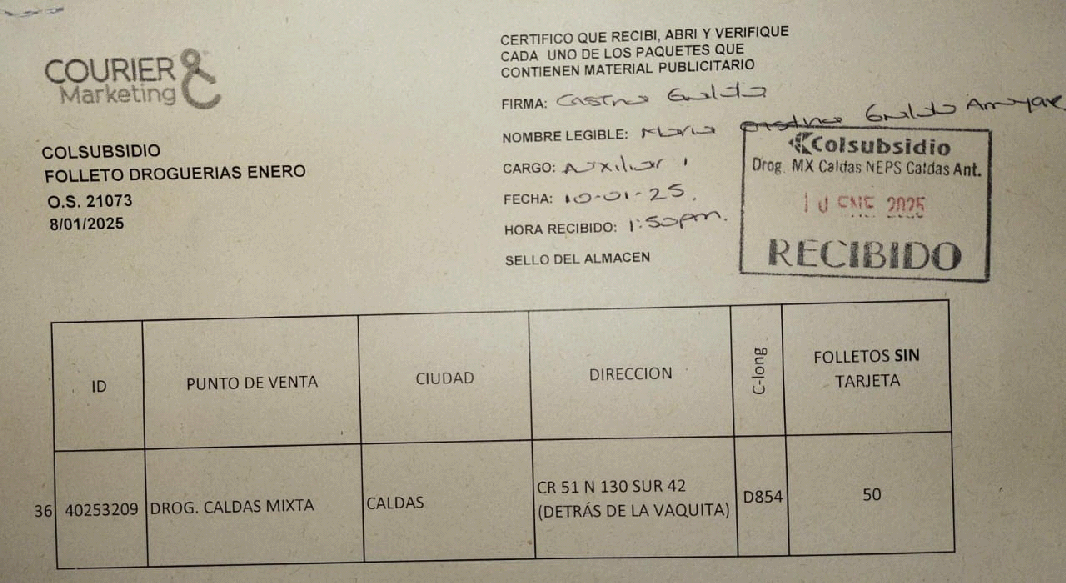 COURIER
Marketing
COLSUBSIDIO
FOLLETO DROGUERIAS ENERO
O.S. 21073
8/01/2025
CERTIFICO QUE RECIBI, ABRI Y VERIFIQUE
CADA UNO DE LOS PAQUETES QUE
CONTIENEN MATERIAL PUBLICITARIO
FIRMA: Castro
NOMBRE LEGIBLE:
CARGO: Auxiliar 1
FECHA: 10-01-25.
HORA RECIBIDO: 1:50pm.
SELLO DEL ALMACEN
Colsubsidio
Drog. MX Caldas NEPS Caldas Ant.
10 ENE 2025
RECIBIDO
ID PUNTO DE VENTA CIUDAD DIRECCION C-long FOLLETOS SIN
TARJETA
36 40253209 DROG. CALDAS MIXTA CALDAS CR 51 N 130 SUR 42 D854 50
(DETRÁS DE LA VAQUITA)